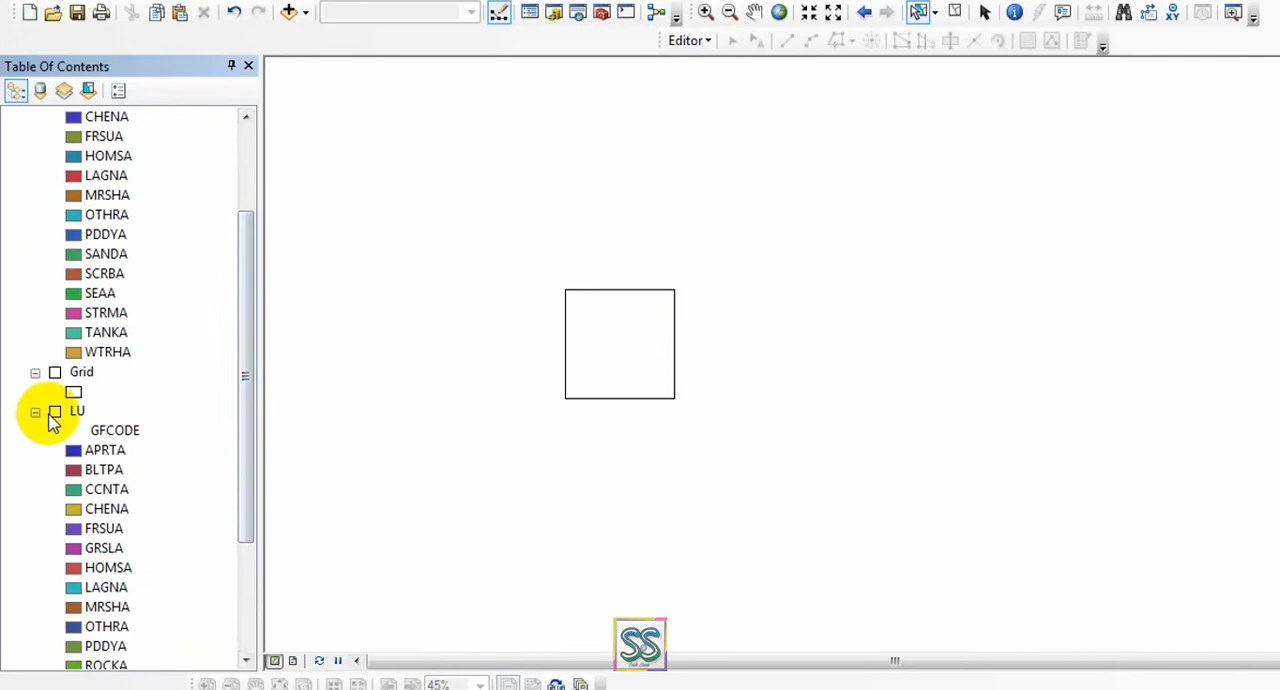 Editor
Table Of Contents
CHENA
FRSUA
HOMSA
LAGNA
MRSHA
OTHRA
PDDYA
SANDA
SCRBA
SEAA
STRMA
TANKA
WTRHA
Grid
LU
GFCODE
APRTA
BLTPA
CCNTA
CHENA
FRSUA
GRSLA
HOMSA
LAGNA
MRSHA
OTHRA
PDDYA
ROCKA
SS
45%